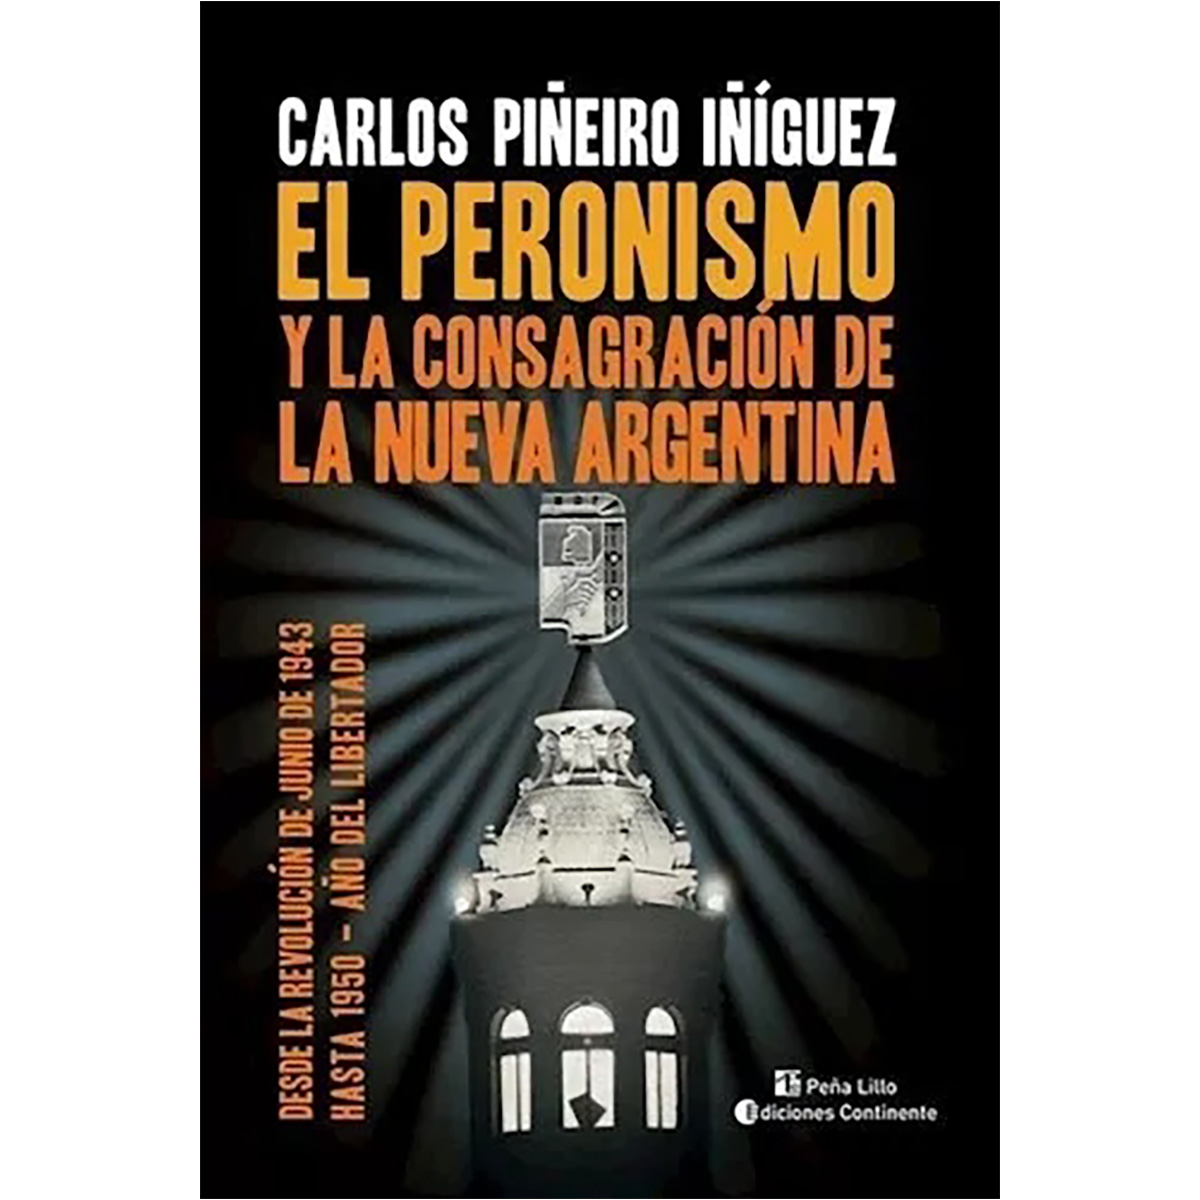 CARLOS PIÑEIRO IÑÍGUEZ
EL PERONISMO
Y LA CONSAGRACIÓN DE
LA NUEVA ARGENTINA
DESDE LA REVOLUCIÓN DE JUNIO DE 1943
HASTA 1950 – AÑO DEL LIBERTADOR
Peña Lillo
Ediciones Continente